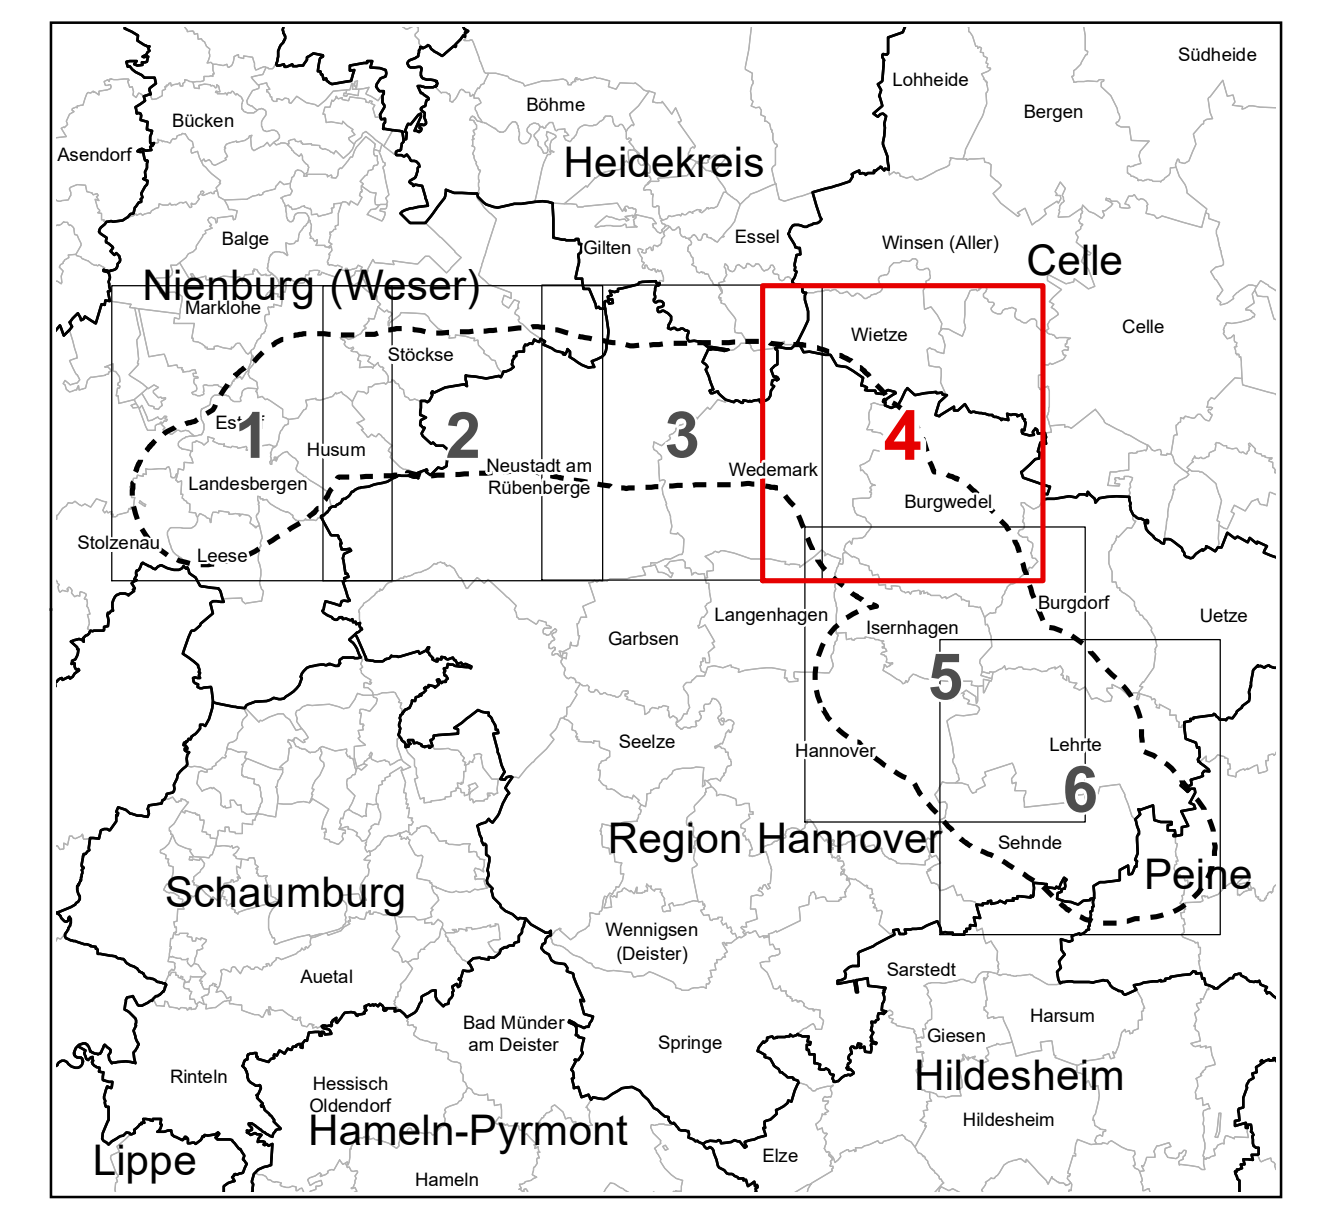 Südheide
Lohheide
Böhme
Bergen
Bücken
Asendorf
Heidekreis
Balge
Gilten
Essel
Winsen (Aller)
Celle
Nienburg (Weser)
Marklohe
Celle
Wietze
Stöckse
1
2
3
4
Husum
Neustadt am
Rübenberge
Wedemark
Landesbergen
Burgwedel
Stolzenau
Leese
Burgdorf
Langenhagen
Uetze
Isernhagen
Garbsen
5
Seelze
Lehrte
Hannover
6
Region Hannover
Sehnde
Peine
Schaumburg
Wennigsen
(Deister)
Sarstedt
Auetal
Harsum
Bad Münder
am Deister
Giesen
Springe
Hildesheim
Rinteln
Hessisch
Oldendorf
Hildesheim
Hameln-Pyrmont
Lippe
Elze
Hameln